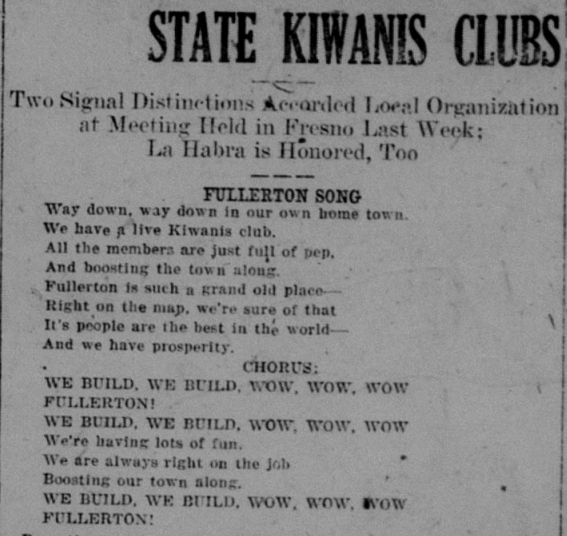 STATE KIWANIS CLUBS
Two Signal Distinctions Accorded Local Organization
at Meeting Held in Fresno Last Week;
La Habra is Honored, Too
FULLERTON SONG
Way down, way down in our own home town.
We have a live Kiwanis club.
All the members are just full of pep,
And boosting the town along.
Fullerton is such a grand old place—
Right on the map, we're sure of that
It's people are the best in the world—
And we have prosperity.
CHORUS:
WE BUILD, WE BUILD, WOW, WOW, WOW
FULLERTON!
WE BUILD, WE BUILD, WOW, WOW, WOW
We're having lots of fun.
We are always right on the job
Boosting our town along.
WE BUILD, WE BUILD, WOW, WOW, WOW
FULLERTON!